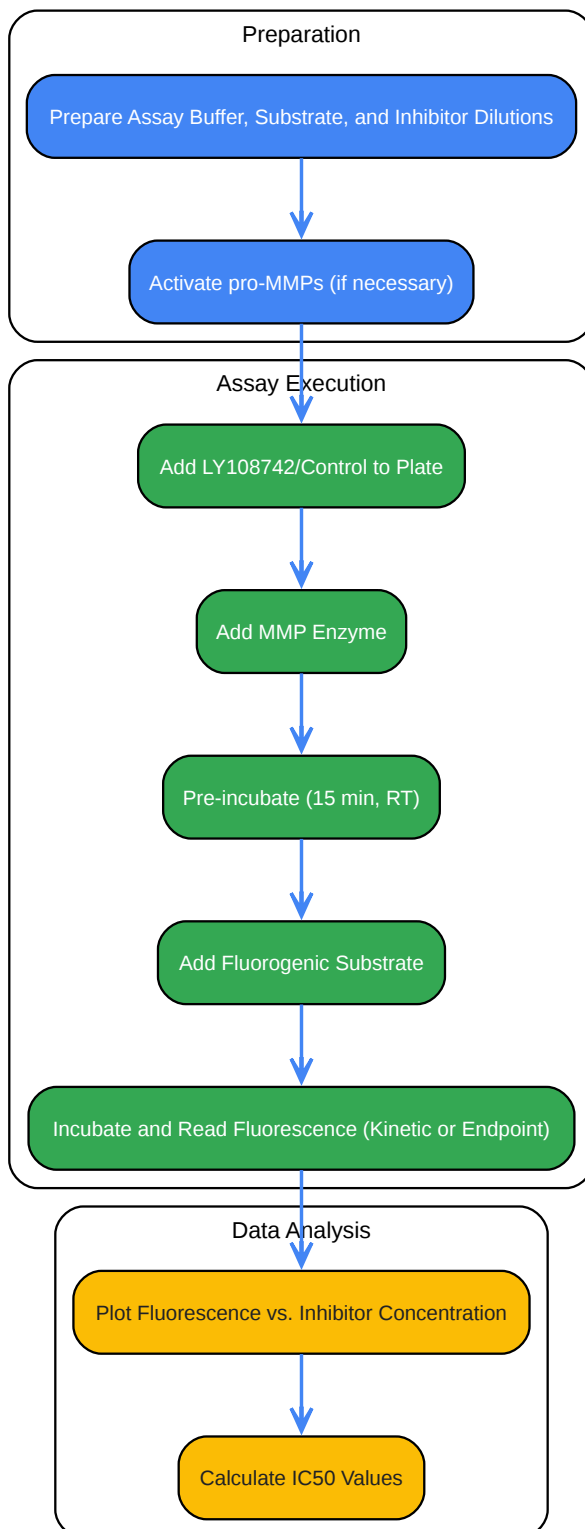 Preparation
Prepare Assay Buffer, Substrate, and Inhibitor Dilutions
Activate pro-MMPs (if necessary)
Assay Execution
Add LY108742/Control to Plate
Add MMP Enzyme
Pre-incubate (15 min, RT)
Add Fluorogenic Substrate
Incubate and Read Fluorescence (Kinetic or Endpoint)
Data Analysis
Plot Fluorescence vs. Inhibitor Concentration
Calculate IC50 Values